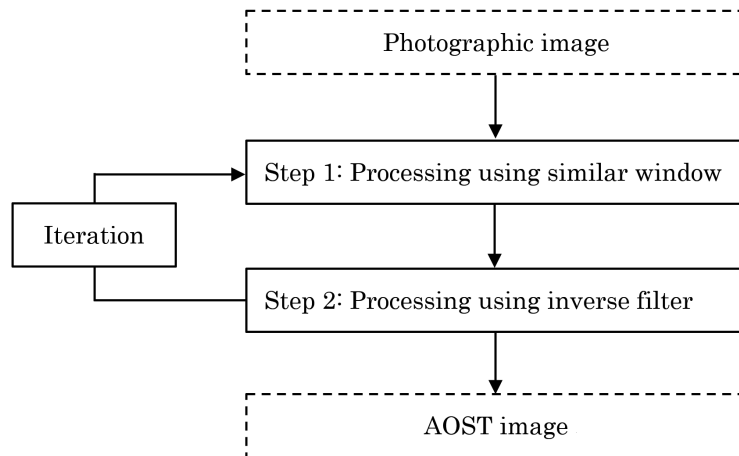 Photographic image
Step 1: Processing using similar window
Iteration
Step 2: Processing using inverse filter
AOST image